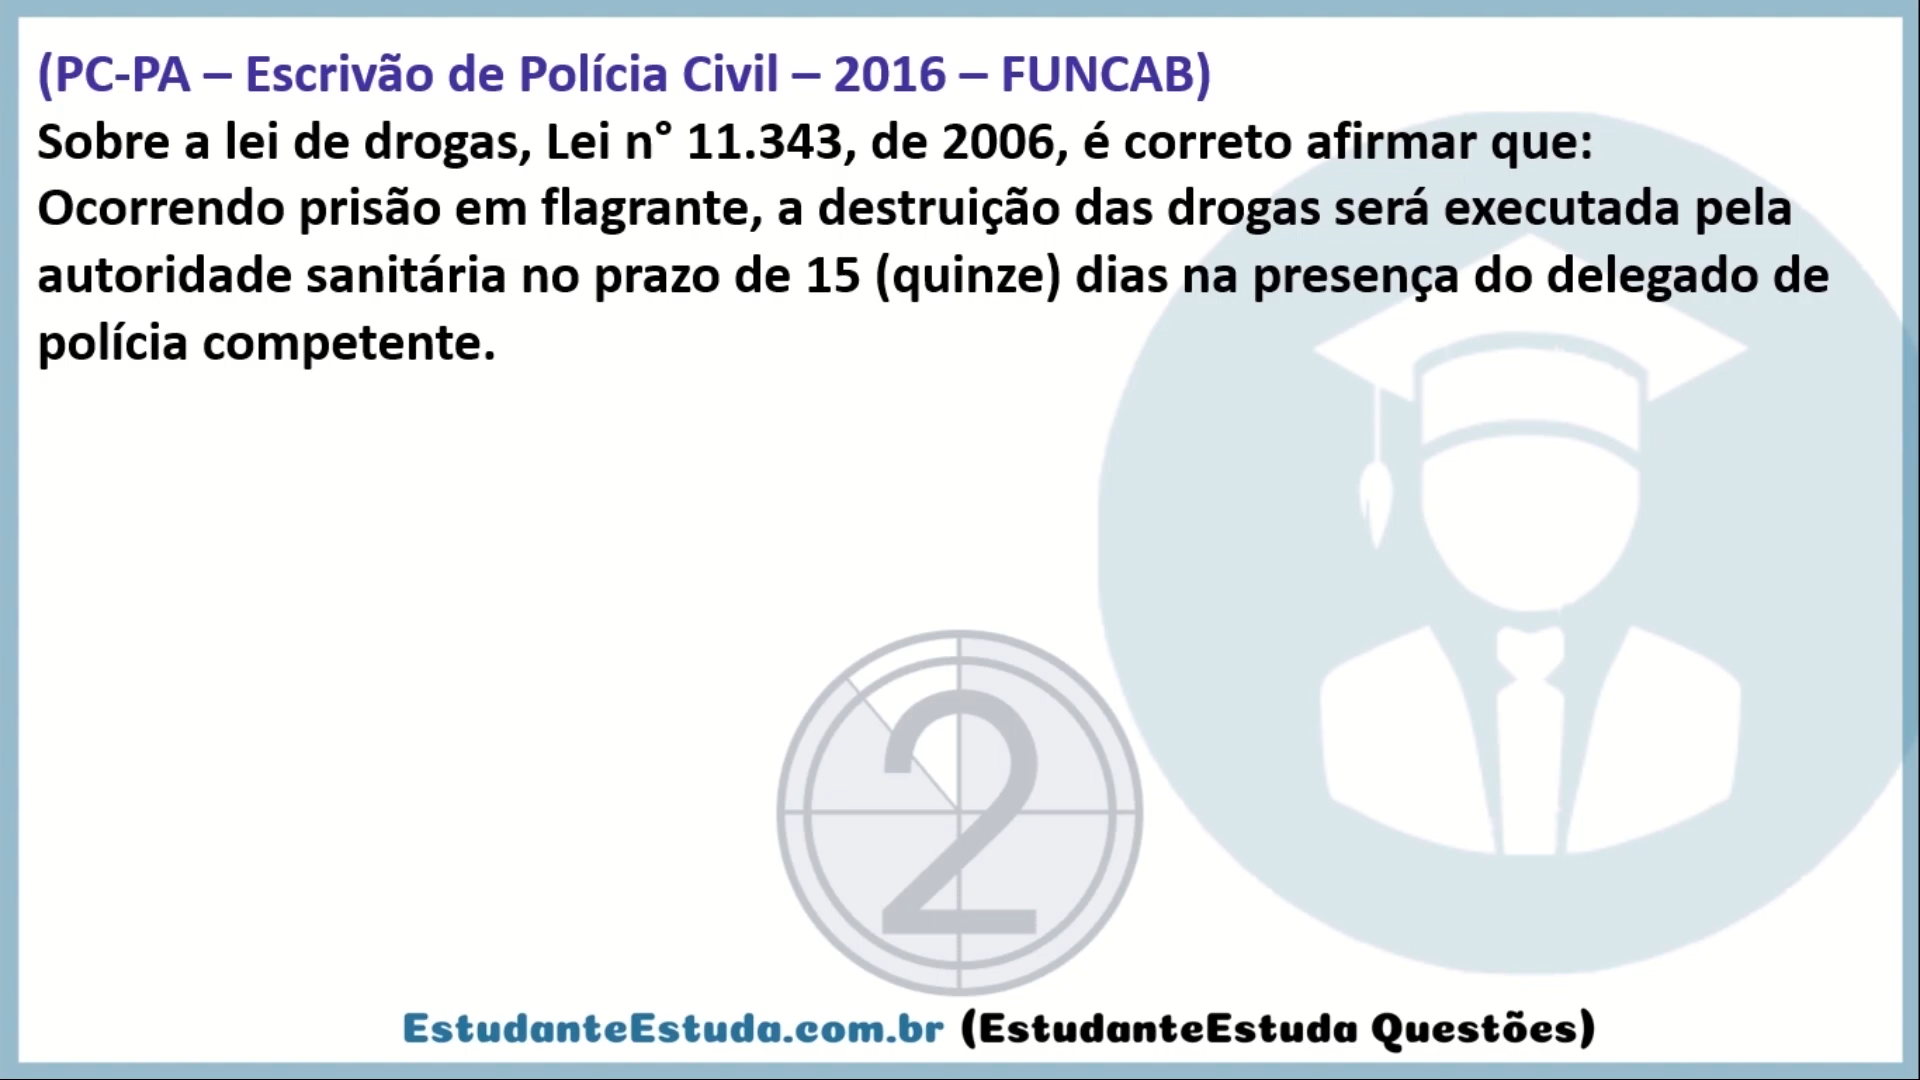 (PC-PA – Escrivão de Polícia Civil – 2016 – FUNCAB)
Sobre a lei de drogas, Lei n° 11.343, de 2006, é correto afirmar que:
Ocorrendo prisão em flagrante, a destruição das drogas será executada pela
autoridade sanitária no prazo de 15 (quinze) dias na presença do delegado de
polícia competente.
2
EstudanteEstuda.com.br (EstudanteEstuda Questões)